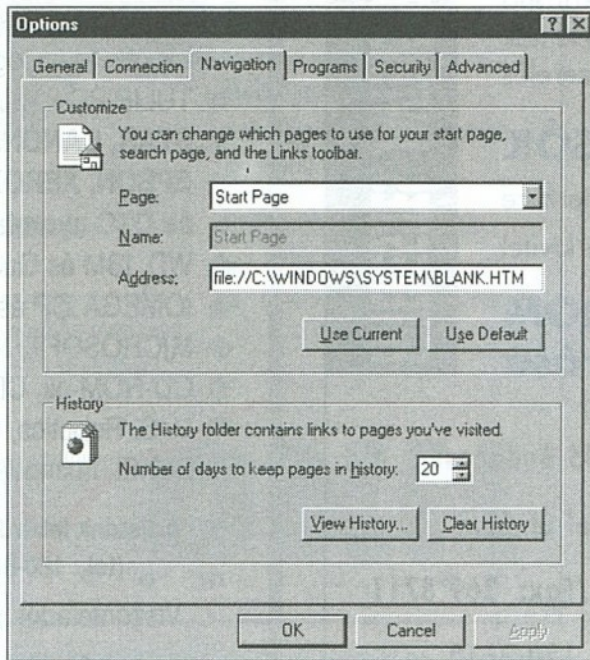 Options
General Connection Navigation Programs Security Advanced
Customize
You can change which pages to use for your start page,
search page, and the Links toolbar.
Page: Start Page
Name: Start Page
Address: file://C:\WINDOWS\SYSTEM\BLANK.HTM
Use Current Use Default
History
The History folder contains links to pages you've visited.
Number of days to keep pages in history: 20
View History... Clear History
OK Cancel Apply